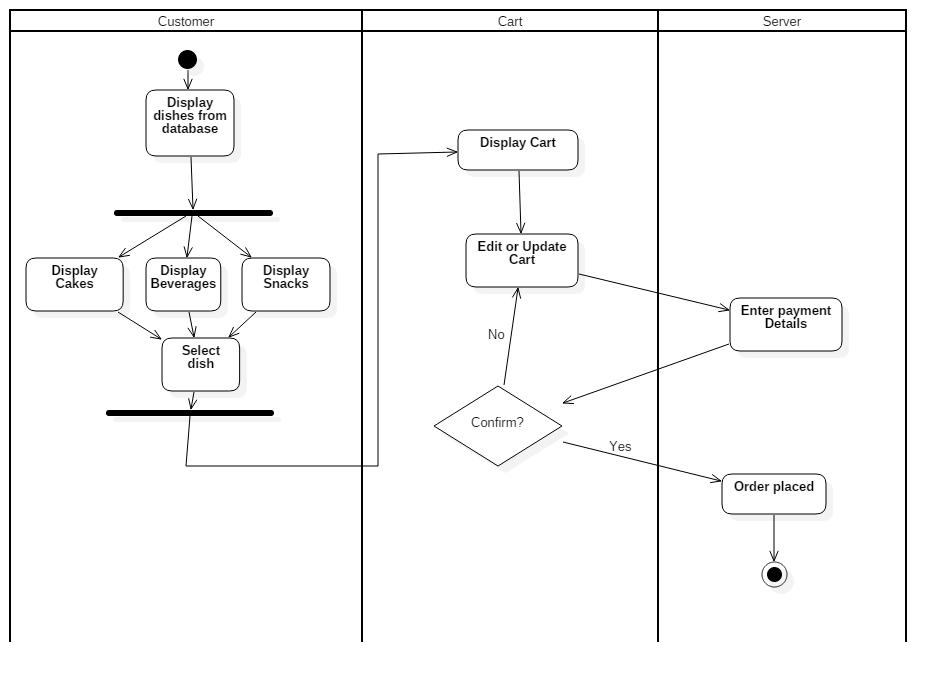 Customer
Cart
Server
Display
dishes from
database
Display Cart
Edit or Update
Cart
Display
Cakes
Display
Beverages
Display
Snacks
Enter payment
Details
No
Select
dish
Confirm?
Yes
Order placed